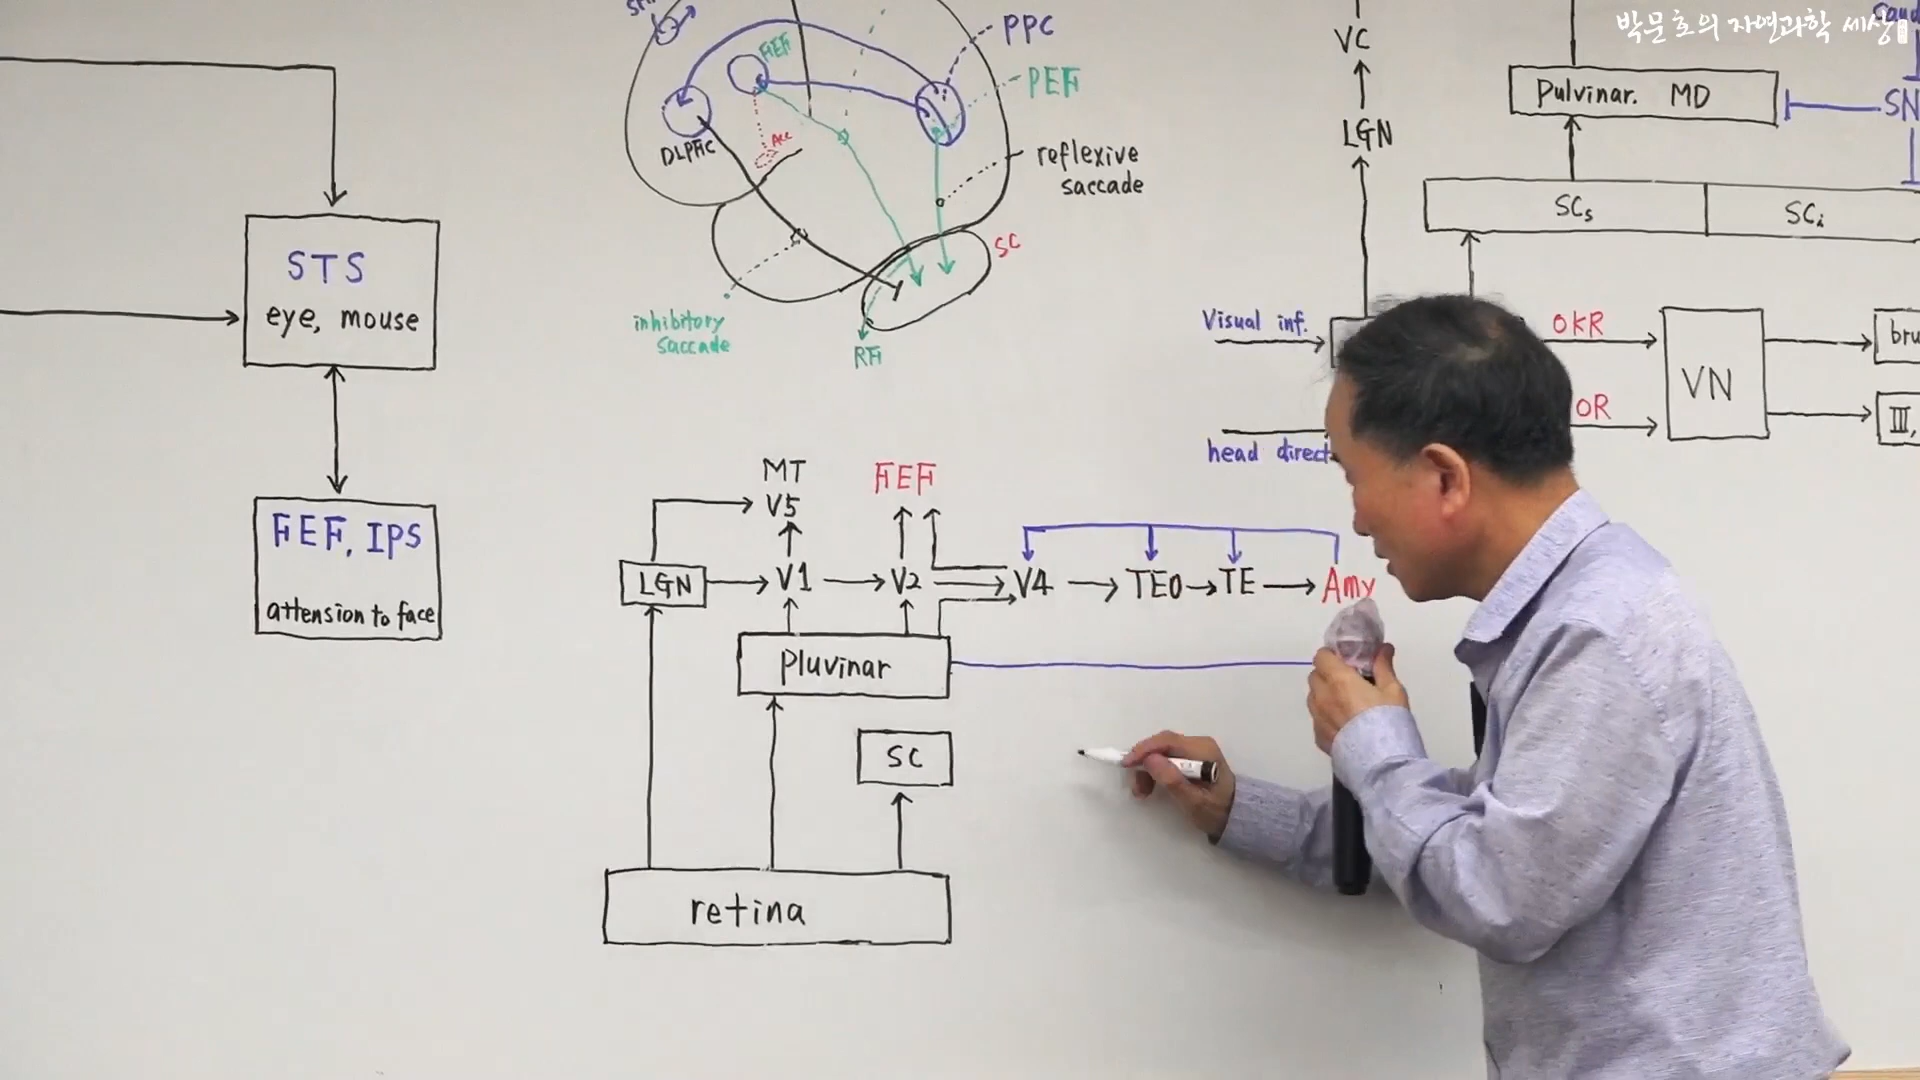 박문호의 자연과학 세상
PPC
FEF
PEF
VC
Pulvinar. MD
SN
DLPFC
Acc
LGN
reflexive
saccade
SCs
SCi
SC
STS
eye, mouse
inhibitory
saccade
RF
Visual inf.
OKR
VN
bru
OR
III,
head direct
MT
V5
FEF
FEF, IPS
attension to face
LGN
V1
V2
V4
TEO
TE
Amy
pluvinar
SC
retina